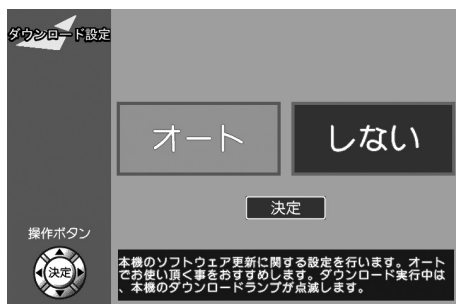 ダウンロード設定
オート
しない
決定
操作ボタン
決定
本機のソフトウェア更新に関する設定を行います。オート
でお使い頂く事をおすすめします。ダウンロード実行中は
、本機のダウンロードランプが点滅します。